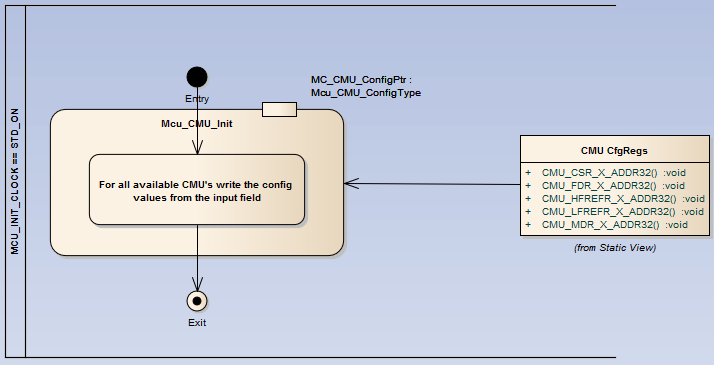 MCU_INIT_CLOCK == STD_ON
MC_CMU_ConfigPtr :
Mcu_CMU_ConfigType
Entry
Mcu_CMU_Init
For all available CMU's write the config
values from the input field
Exit
CMU CfgRegs
+ CMU_CSR_X_ADDR32() :void
+ CMU_FDR_X_ADDR32() :void
+ CMU_HFREFR_X_ADDR32() :void
+ CMU_LFREFR_X_ADDR32() :void
+ CMU_MDR_X_ADDR32() :void
(from Static View)